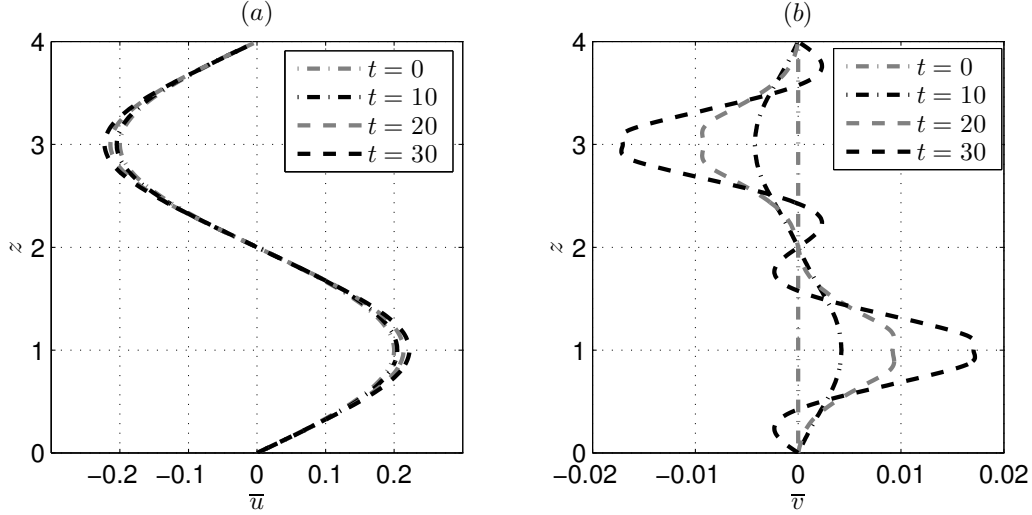 (a)
4
3
2
1
0
z
−0.2
−0.1
0
0.1
0.2
u̅
t = 0
t = 10
t = 20
t = 30
(b)
4
3
2
1
0
z
−0.02
−0.01
0
0.01
0.02
v̅
t = 0
t = 10
t = 20
t = 30